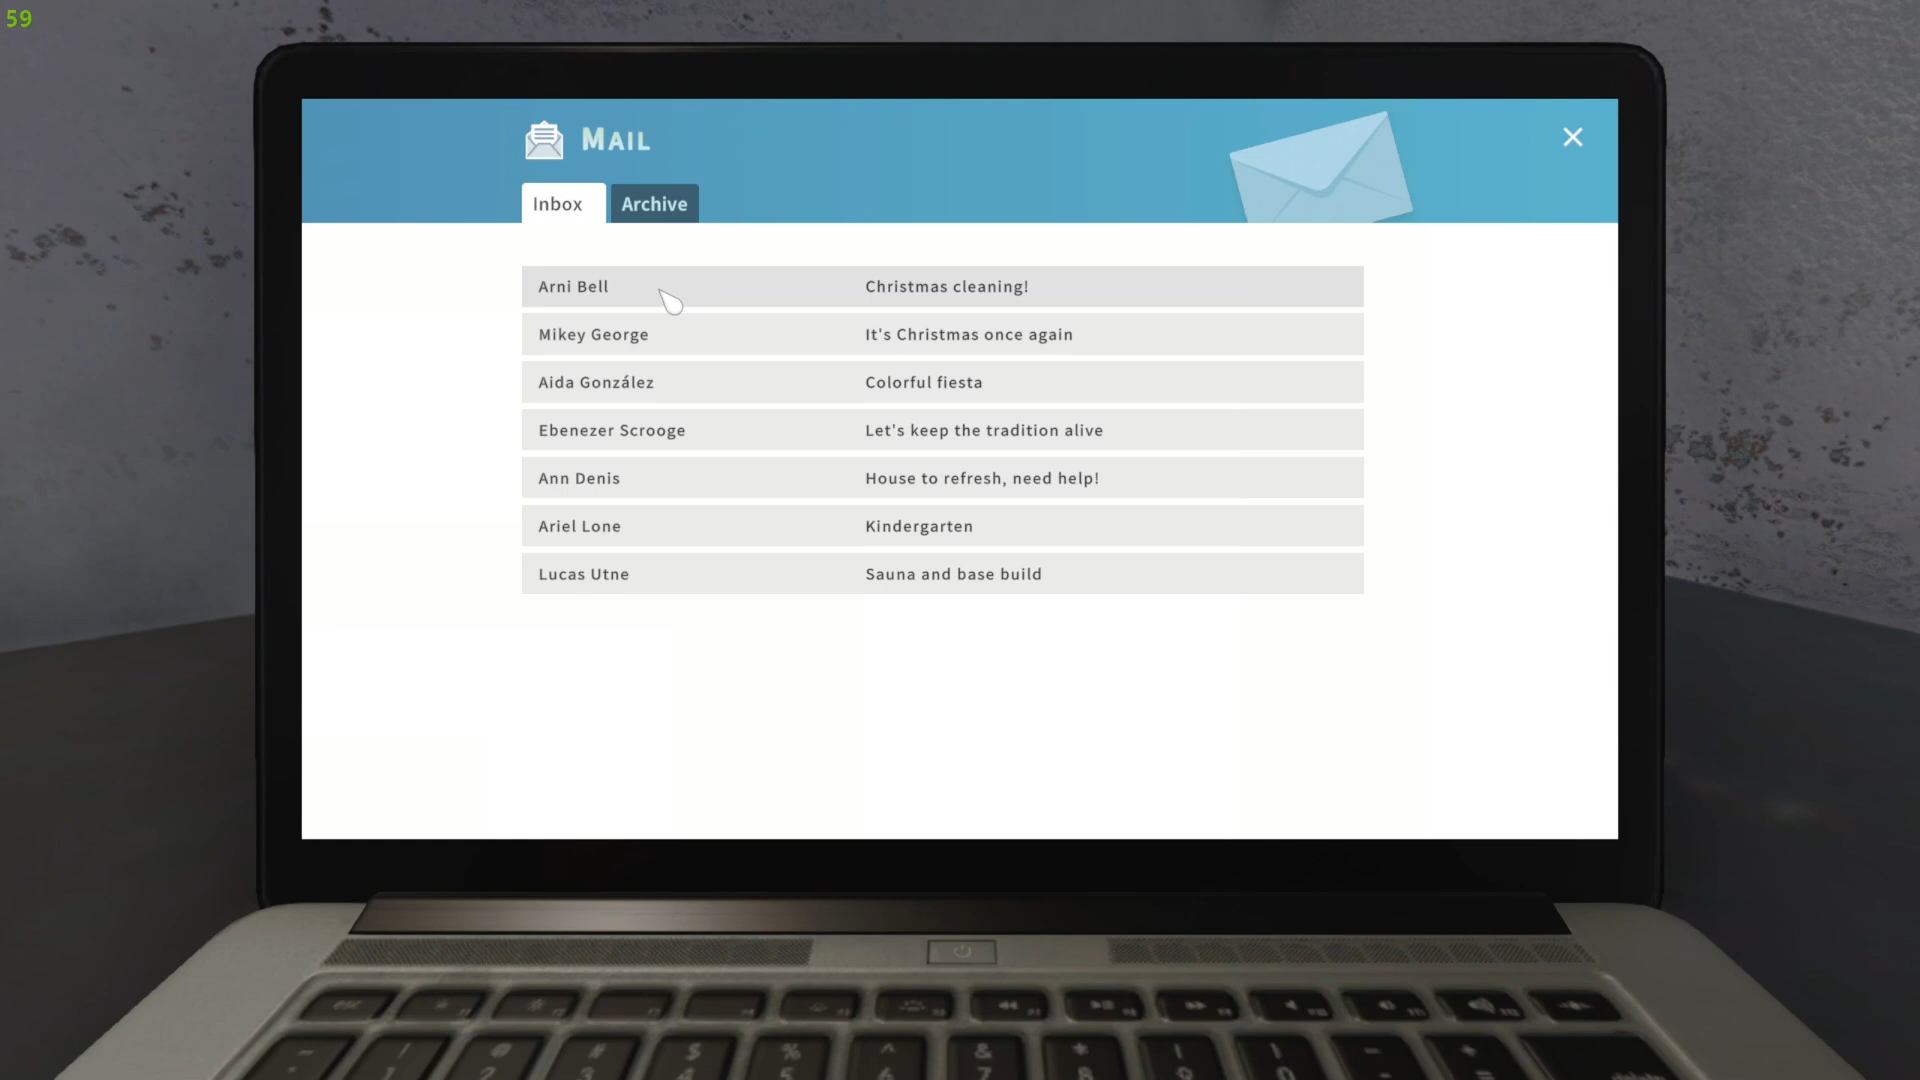 59
MAIL
Inbox
Archive
Arni Bell Christmas cleaning!
Mikey George It's Christmas once again
Aida González Colorful fiesta
Ebenezer Scrooge Let's keep the tradition alive
Ann Denis House to refresh, need help!
Ariel Lone Kindergarten
Lucas Utne Sauna and base build
esc